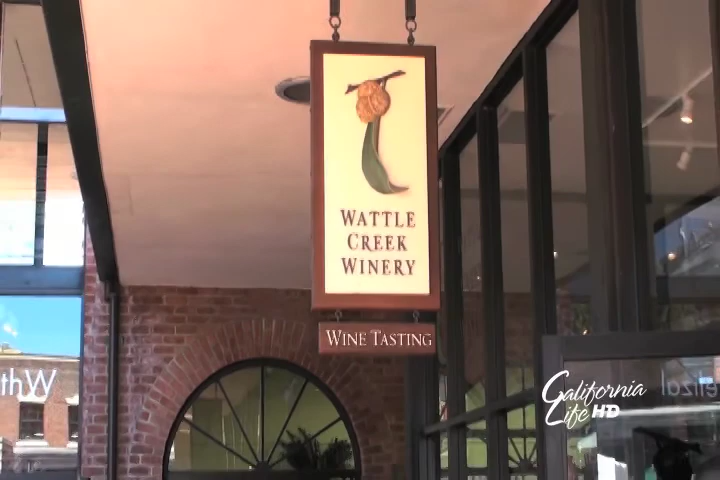 WATTLE
CREEK
WINERY
WINE TASTING
California
Life HD